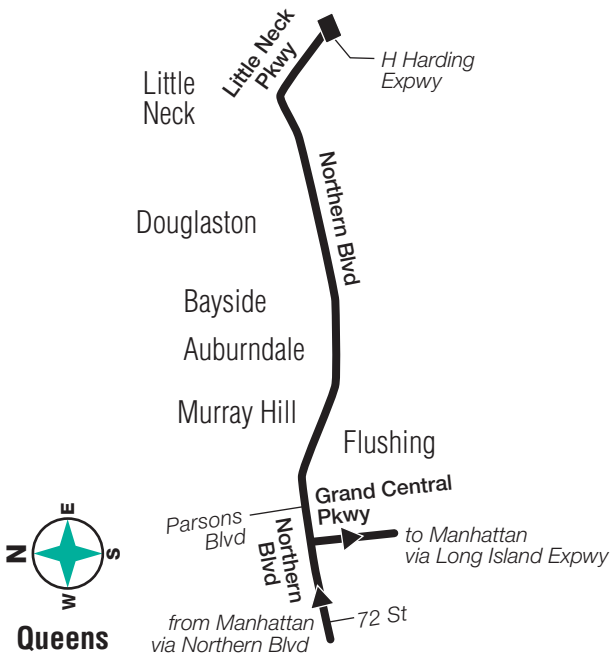 Little Neck
Pkwy
H Harding
Expwy
Little
Neck
Northern Blvd
Douglaston
Bayside
Auburndale
Murray Hill
Flushing
Grand Central
Pkwy
Parsons
Blvd
Northern
Blvd
to Manhattan
via Long Island Expwy
N
E
S
W
Queens
from Manhattan
via Northern Blvd
72 St